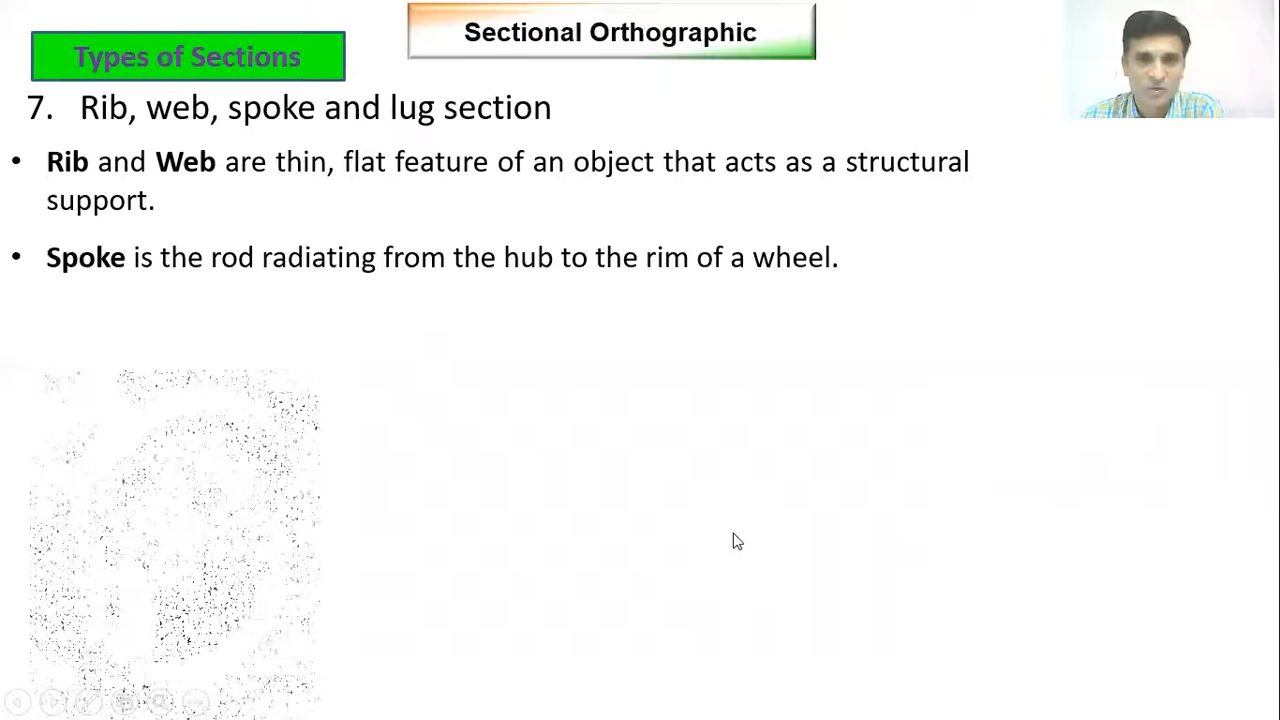 Sectional Orthographic
Types of Sections
7. Rib, web, spoke and lug section
• Rib and Web are thin, flat feature of an object that acts as a structural
support.
• Spoke is the rod radiating from the hub to the rim of a wheel.